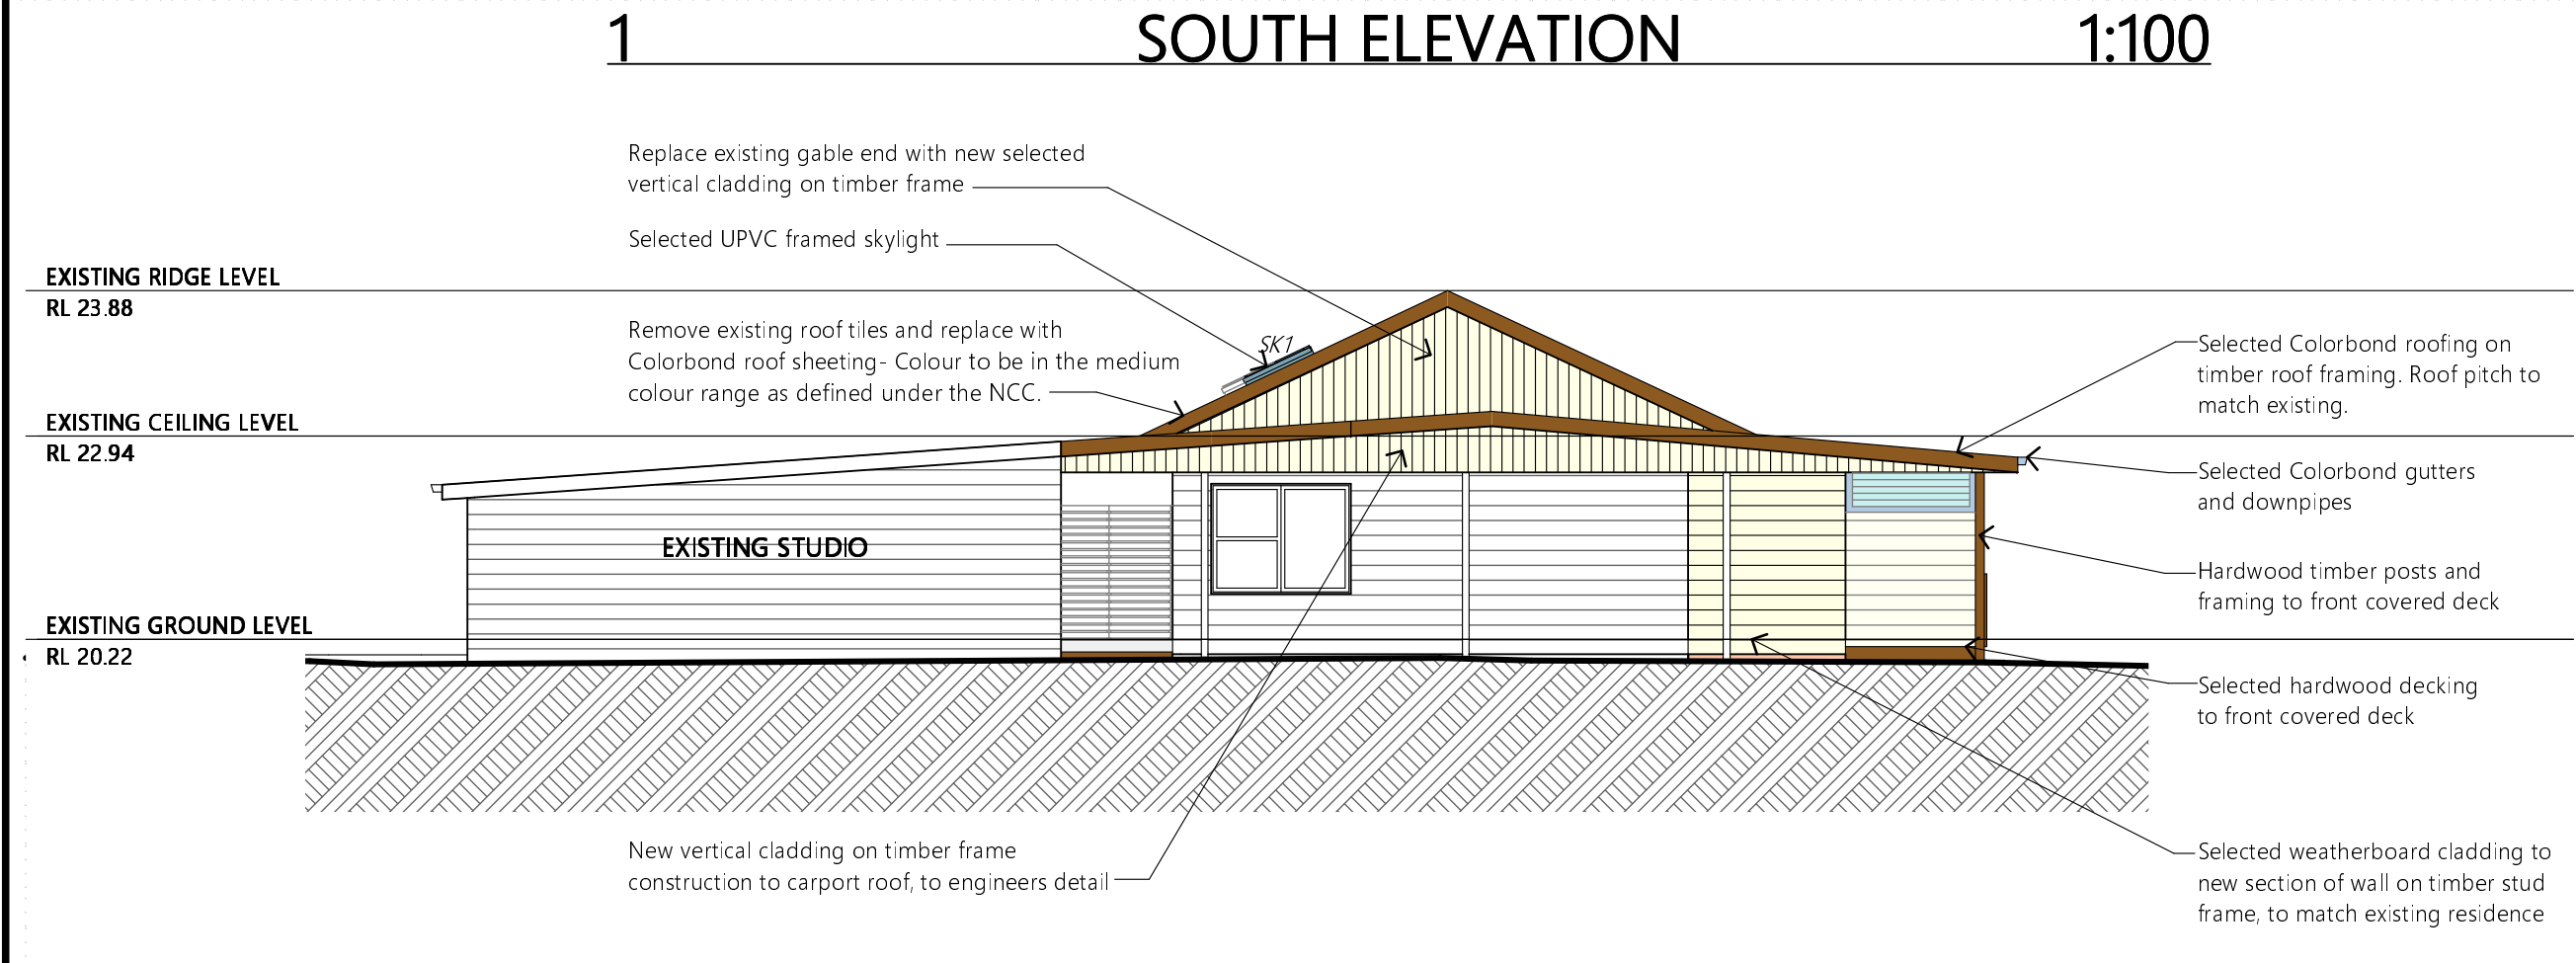 1 SOUTH ELEVATION 1:100
Replace existing gable end with new selected
vertical cladding on timber frame
Selected UPVC framed skylight
EXISTING RIDGE LEVEL
RL 23.88
Remove existing roof tiles and replace with
Colorbond roof sheeting- Colour to be in the medium
colour range as defined under the NCC.
SK1
EXISTING CEILING LEVEL
RL 22.94
EXISTING STUDIO
EXISTING GROUND LEVEL
RL 20.22
New vertical cladding on timber frame
construction to carport roof, to engineers detail
Selected Colorbond roofing on
timber roof framing. Roof pitch to
match existing.
Selected Colorbond gutters
and downpipes
Hardwood timber posts and
framing to front covered deck
Selected hardwood decking
to front covered deck
Selected weatherboard cladding to
new section of wall on timber stud
frame, to match existing residence